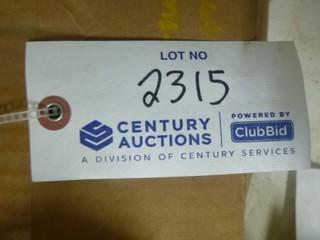 LOT NO
2315
CENTURY
AUCTIONS
POWERED BY
ClubBid
A DIVISION OF CENTURY SERVICES